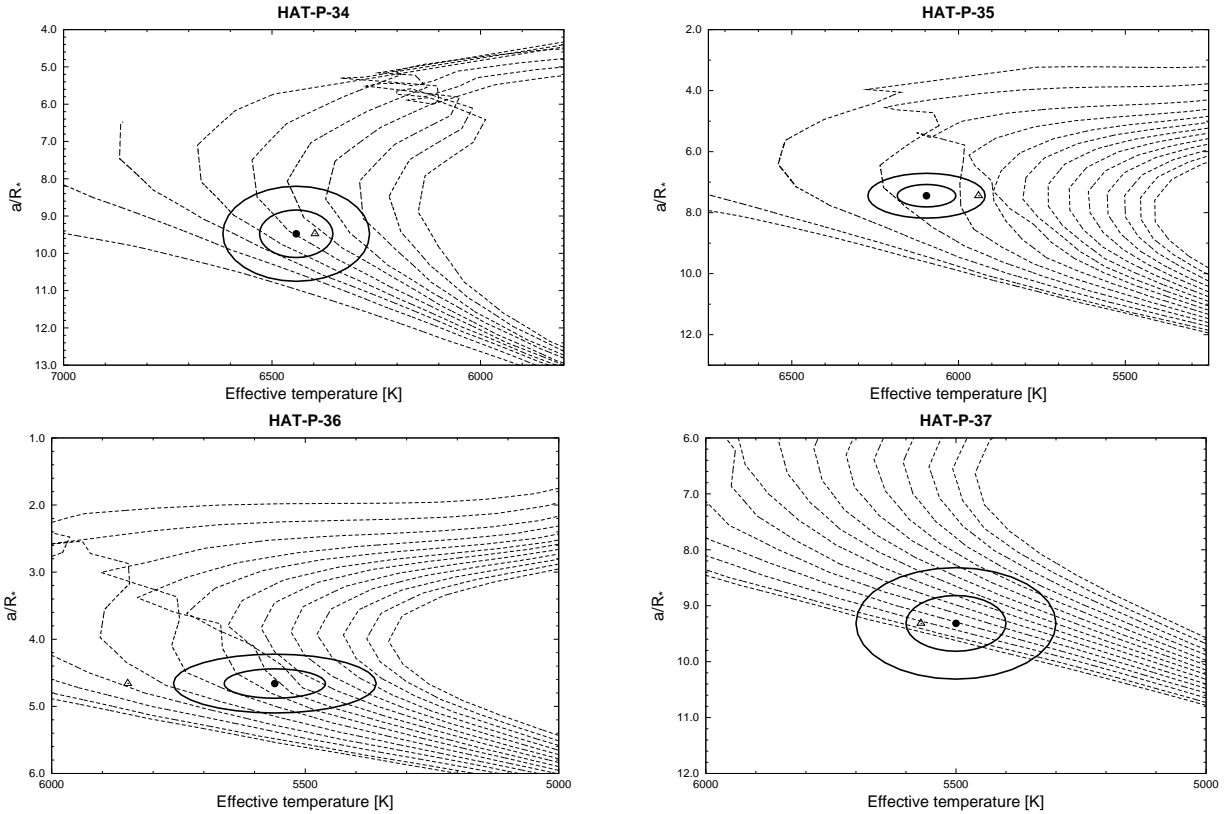 HAT-P-34
4.0
5.0
6.0
7.0
8.0
9.0
10.0
11.0
12.0
13.0
a/R*
7000 6500 6000
Effective temperature [K]
HAT-P-35
2.0
4.0
6.0
8.0
10.0
12.0
a/R*
6500 6000 5500
Effective temperature [K]
HAT-P-36
1.0
2.0
3.0
4.0
5.0
6.0
a/R*
6000 5500 5000
Effective temperature [K]
HAT-P-37
6.0
7.0
8.0
9.0
10.0
11.0
12.0
a/R*
6000 5500 5000
Effective temperature [K]